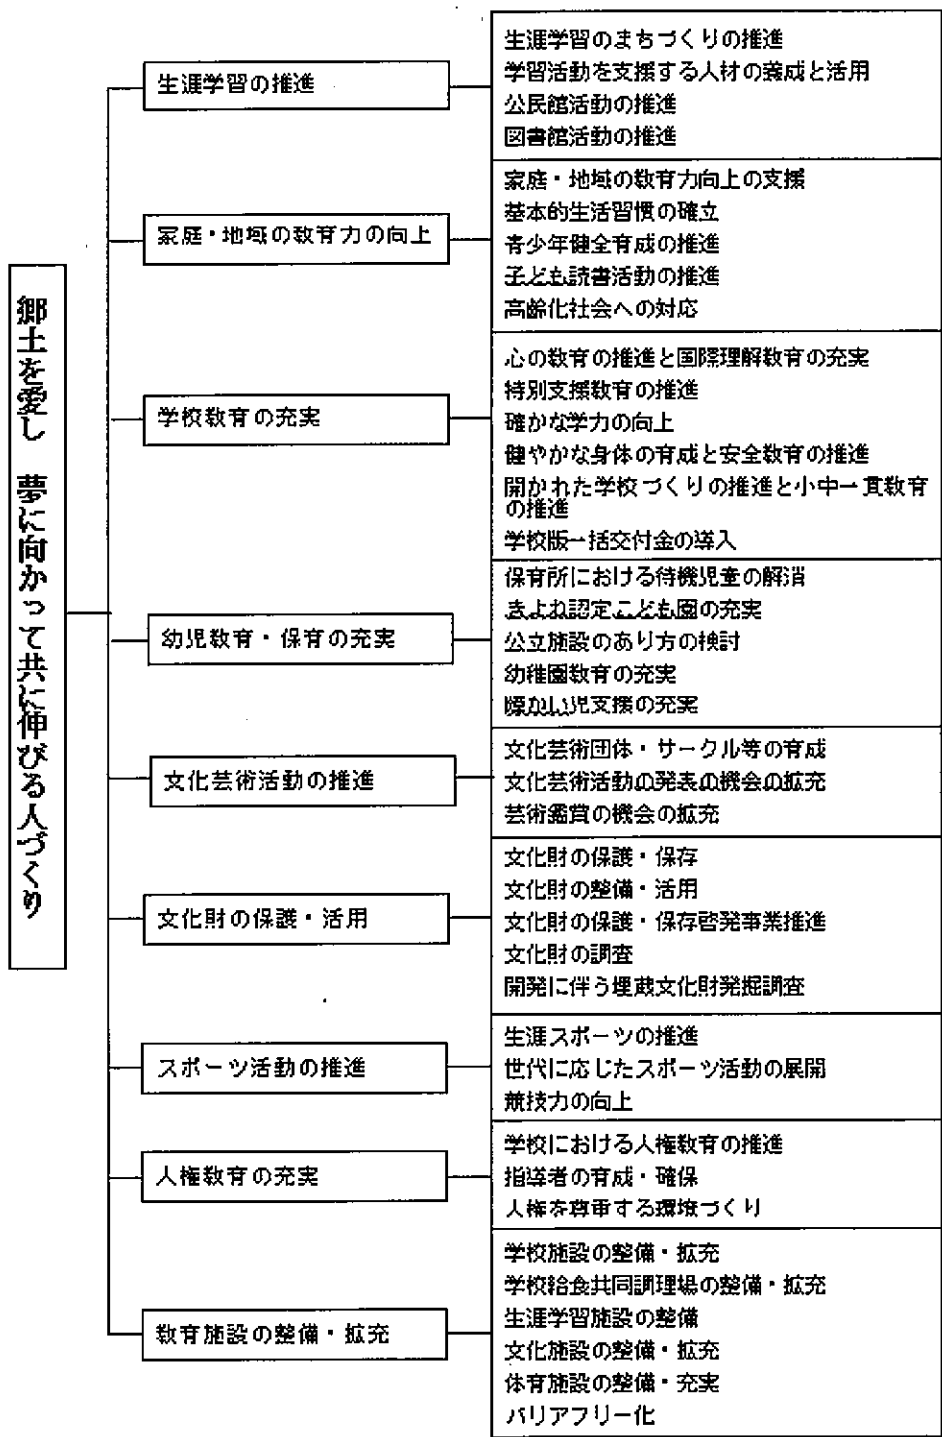 郷土を愛し　夢に向かって共に伸びる人づくり
生涯学習の推進
生涯学習のまちづくりの推進
学習活動を支援する人材の養成と活用
公民館活動の推進
図書館活動の推進
家庭・地域の教育力の向上
家庭・地域の教育力向上の支援
基本的生活習慣の確立
青少年健全育成の推進
子ども読書活動の推進
高齢化社会への対応
学校教育の充実
心の教育の推進と国際理解教育の充実
特別支援教育の推進
確かな学力の向上
健やかな身体の育成と安全教育の推進
開かれた学校づくりの推進と小中一貫教育
の推進
学校版一括交付金の導入
幼児教育・保育の充実
保育所における待機児童の解消
きよね認定こども園の充実
公立施設のあり方の検討
幼稚園教育の充実
障がい児支援の充実
文化芸術活動の推進
文化芸術団体・サークル等の育成
文化芸術活動の発表の機会の拡充
芸術鑑賞の機会の拡充
文化財の保護・活用
文化財の保護・保存
文化財の整備・活用
文化財の保護・保存啓発事業推進
文化財の調査
開発に伴う埋蔵文化財発掘調査
スポーツ活動の推進
生涯スポーツの推進
世代に応じたスポーツ活動の展開
競技力の向上
人権教育の充実
学校における人権教育の推進
指導者の育成・確保
人権を尊重する環境づくり
教育施設の整備・拡充
学校施設の整備・拡充
学校給食共同調理場の整備・拡充
生涯学習施設の整備
文化施設の整備・拡充
体育施設の整備・充実
バリアフリー化